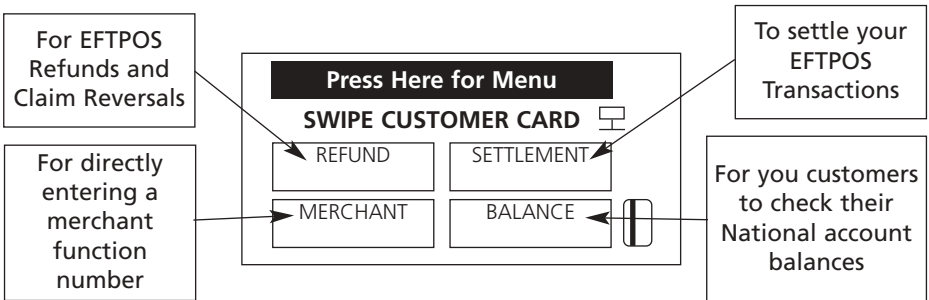 For EFTPOS
Refunds and
Claim Reversals
To settle your
EFTPOS
Transactions
Press Here for Menu
SWIPE CUSTOMER CARD
REFUND
SETTLEMENT
MERCHANT
BALANCE
For directly
entering a
merchant
function
number
For you customers
to check their
National account
balances